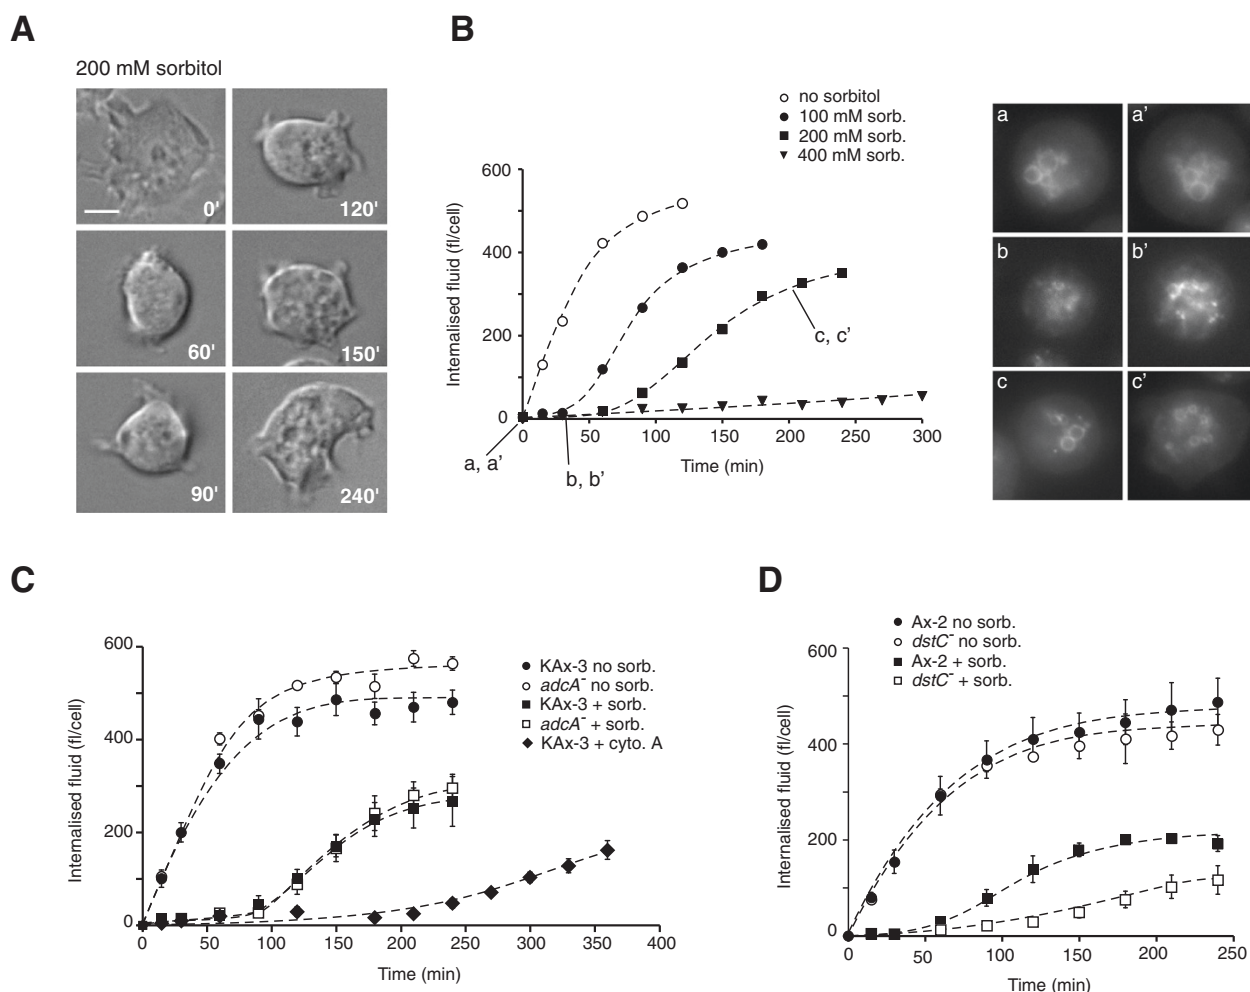 A
200 mM sorbitol
0'
120'
60'
150'
90'
240'
B
no sorbitol
100 mM sorb.
200 mM sorb.
400 mM sorb.
Internalised fluid (fl/cell)
600
400
200
0
0 50 100 150 200 250 300
Time (min)
a, a'
b, b'
c, c'
a
a'
b
b'
c
c'
C
KAx-3 no sorb.
adcA- no sorb.
KAx-3 + sorb.
adcA- + sorb.
KAx-3 + cyto. A
Internalised fluid (fl/cell)
600
400
200
0
0 50 100 150 200 250 300 350 400
Time (min)
D
Ax-2 no sorb.
dstC- no sorb.
Ax-2 + sorb.
dstC- + sorb.
Internalised fluid (fl/cell)
600
400
200
0
0 50 100 150 200 250
Time (min)